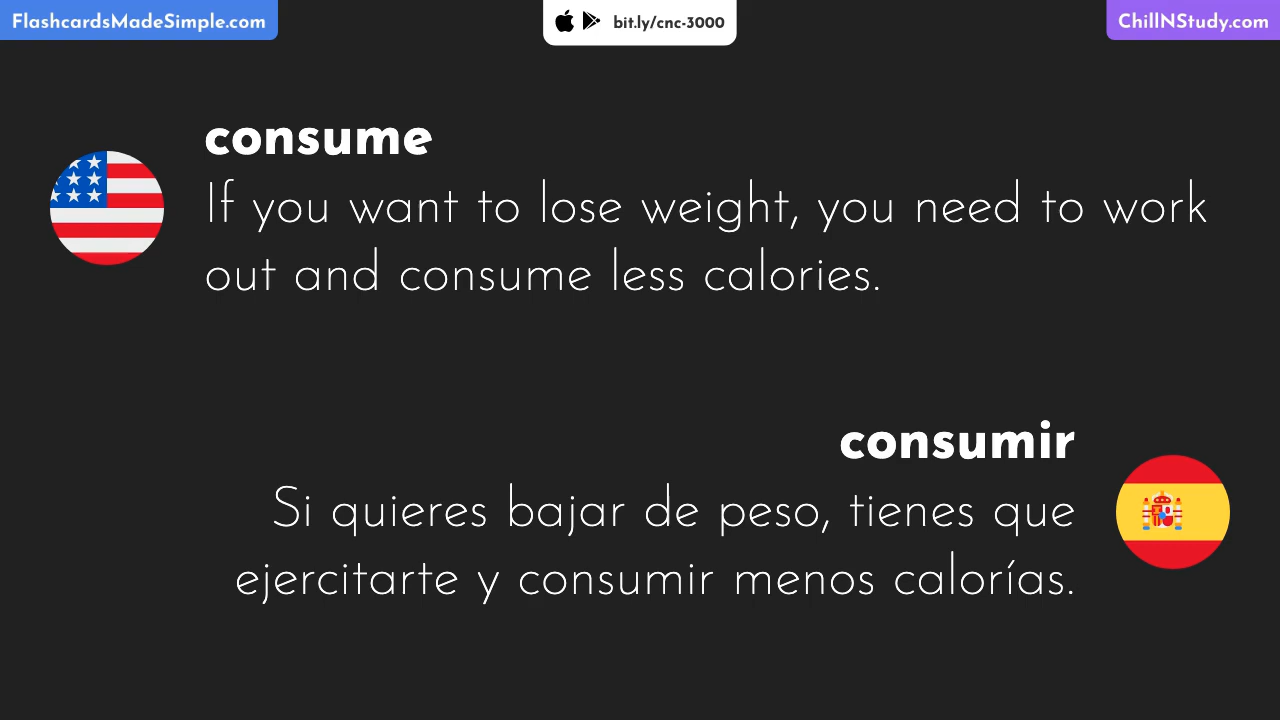 FlashcardsMadeSimple.com
bit.ly/cnc-3000
ChillNStudy.com
consume
If you want to lose weight, you need to work
out and consume less calories.
consumir
Si quieres bajar de peso, tienes que
ejercitarte y consumir menos calorías.